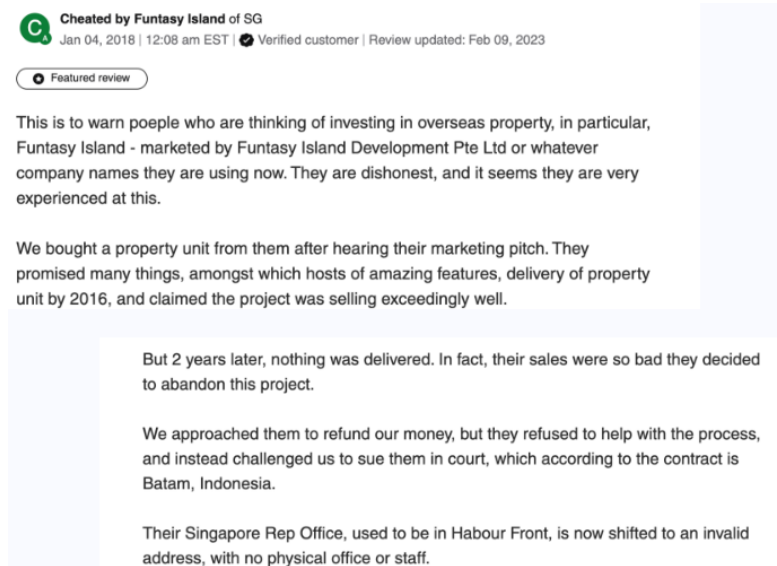 C
A
Cheated by Funtasy Island of SG
Jan 04, 2018 | 12:08 am EST | Verified customer | Review updated: Feb 09, 2023
Featured review
This is to warn poeple who are thinking of investing in overseas property, in particular,
Funtasy Island - marketed by Funtasy Island Development Pte Ltd or whatever
company names they are using now. They are dishonest, and it seems they are very
experienced at this.
We bought a property unit from them after hearing their marketing pitch. They
promised many things, amongst which hosts of amazing features, delivery of property
unit by 2016, and claimed the project was selling exceedingly well.
But 2 years later, nothing was delivered. In fact, their sales were so bad they decided
to abandon this project.
We approached them to refund our money, but they refused to help with the process,
and instead challenged us to sue them in court, which according to the contract is
Batam, Indonesia.
Their Singapore Rep Office, used to be in Habour Front, is now shifted to an invalid
address, with no physical office or staff.